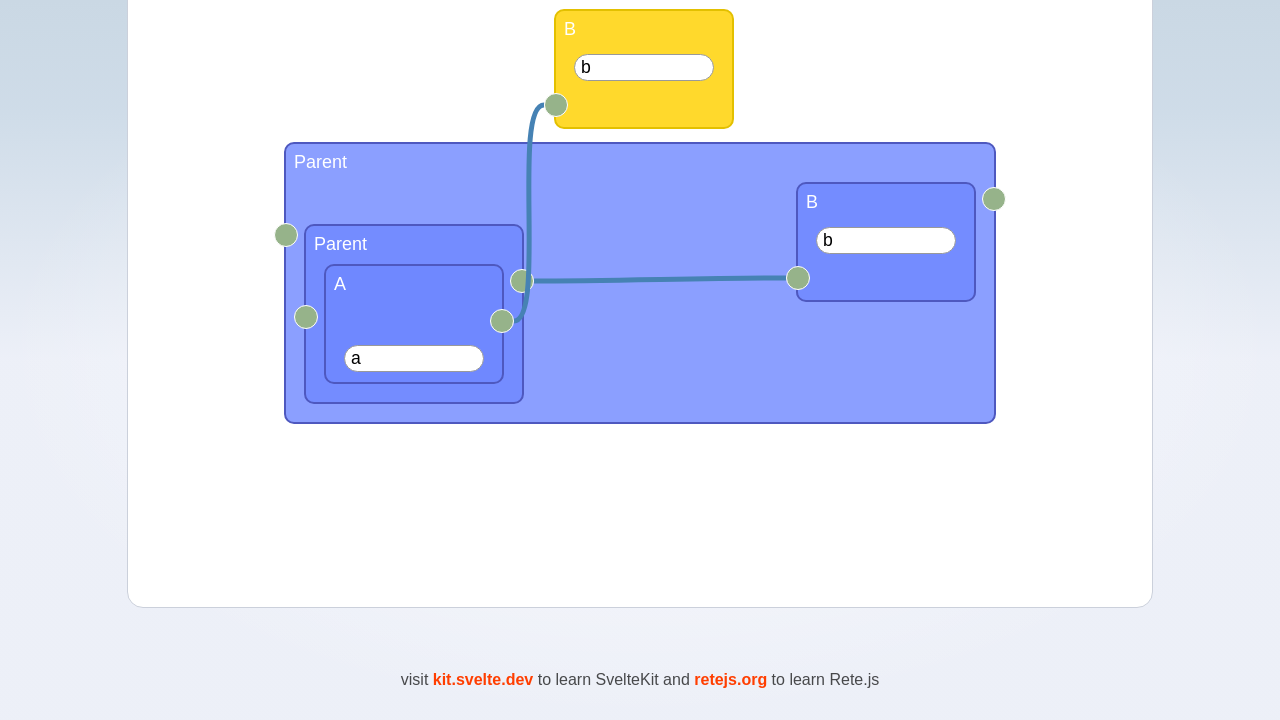 B
b
Parent
B
b
Parent
A
a
visit kit.svelte.dev to learn SvelteKit and retejs.org to learn Rete.js